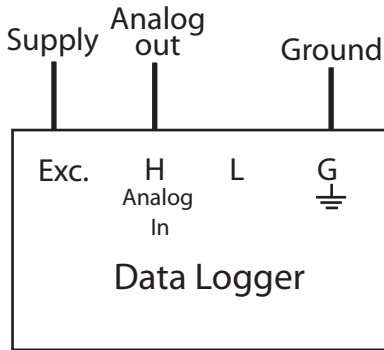 Supply
Analog
out
Ground
Exc.
H
L
G
Analog
In
Data Logger